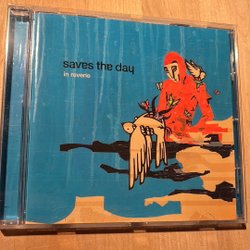 saves the day
in reverie